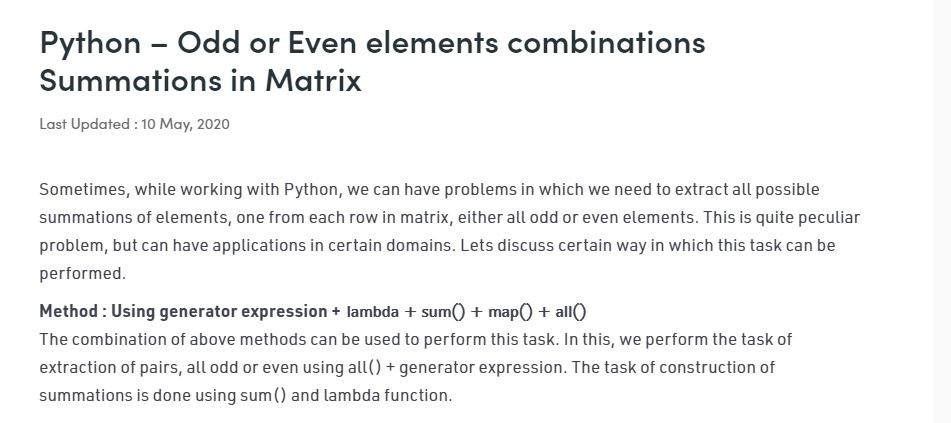 Python – Odd or Even elements combinations
Summations in Matrix
Last Updated : 10 May, 2020
Sometimes, while working with Python, we can have problems in which we need to extract all possible
summations of elements, one from each row in matrix, either all odd or even elements. This is quite peculiar
problem, but can have applications in certain domains. Lets discuss certain way in which this task can be
performed.
Method : Using generator expression + lambda + sum() + map() + all()
The combination of above methods can be used to perform this task. In this, we perform the task of
extraction of pairs, all odd or even using all() + generator expression. The task of construction of
summations is done using sum() and lambda function.